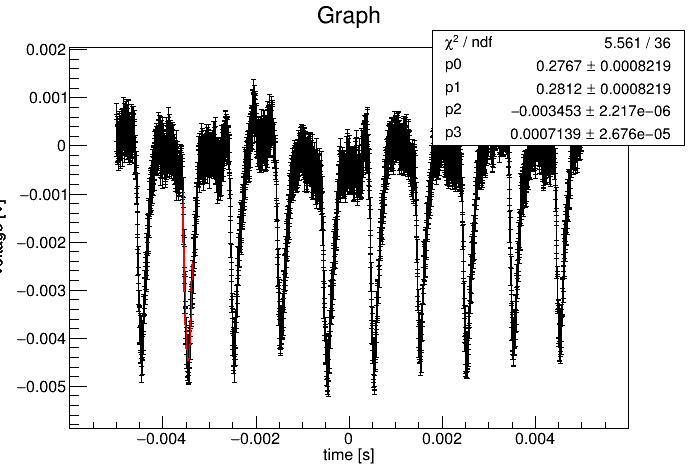 Graph
χ² / ndf 5.561 / 36
p0 0.2767 ± 0.0008219
p1 0.2812 ± 0.0008219
p2 −0.003453 ± 2.217e−06
p3 0.0007139 ± 2.676e−05
0.002
0.001
0
−0.001
−0.002
−0.003
−0.004
−0.005
−0.004 −0.002 0 0.002 0.004
time [s]